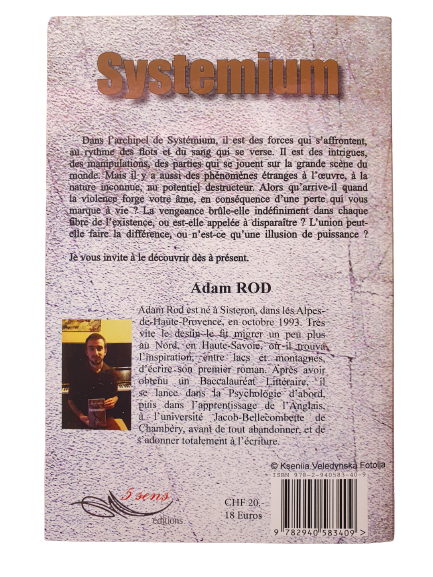 Systemium
Dans l'archipel de Systémium, il est des forces qui s'affrontent,
au rythme des flots et du sang qui se verse. Il est des intrigues,
des manipulations, des parties qui se jouent sur la grande scène du
monde. Mais il y a aussi des phénomènes étranges à l'œuvre, à la
nature inconnue, au potentiel destructeur. Alors qu'arrive-il quand
la violence forge votre âme, en conséquence d'une perte qui vous
marque à vie ? La vengeance brûle-elle indéfiniment dans chaque
fibre de l'existence, ou est-elle appelée à disparaître ? L'union peut-
elle faire la différence, ou n'est-ce qu'une illusion de puissance ?
Je vous invite à le découvrir dès à présent.
Adam ROD
Adam Rod est né à Sisteron, dans les Alpes-
de-Haute-Provence, en octobre 1993. Très
vite le destin le fit migrer un peu plus
au Nord, en Haute-Savoie, où il trouva
l'inspiration, entre lacs et montagnes,
d'écrire son premier roman. Après avoir
obtenu un Baccalauréat Littéraire, il
se lance dans la Psychologie d'abord,
puis dans l'apprentissage de l'Anglais,
à l'université Jacob-Bellecombette de
Chambéry, avant de tout abandonner, et de
s'adonner totalement à l'écriture.
© Kseniia Veledynska Fotolia
ISBN 978-2-940583-40-9
5 sens
éditions
CHF 20.-
18 Euros
9 782940 583409 >